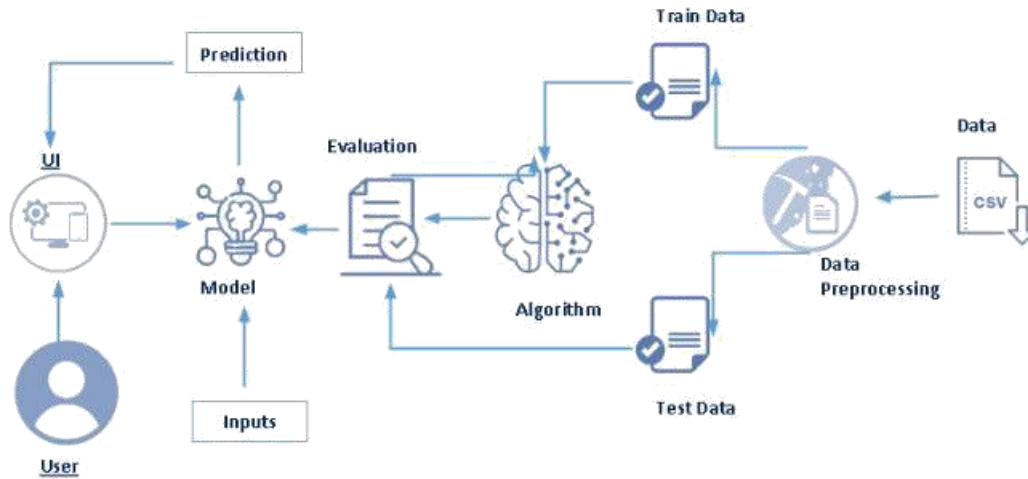 Train Data
Prediction
Data
Evaluation
UI
CSV
Model
Data
Preprocessing
Algorithm
Inputs
Test Data
User